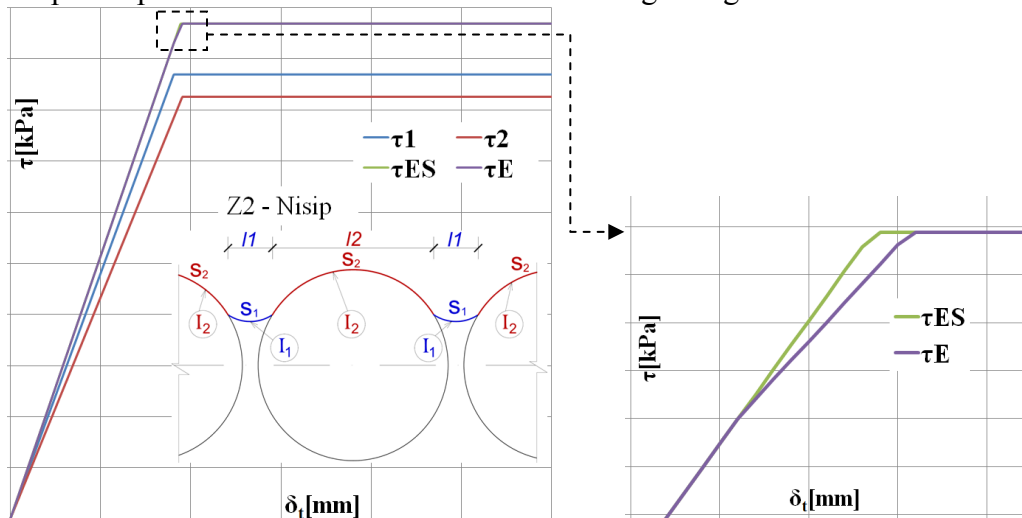 τ[kPa]
τ1
τ2
τES
τE
Z2 - Nisip
l1
l2
l1
S₂
S₂
S₂
S₁
S₁
I₂
I₂
I₂
I₁
I₁
δₜ[mm]
τ[kPa]
τES
τE
δₜ[mm]